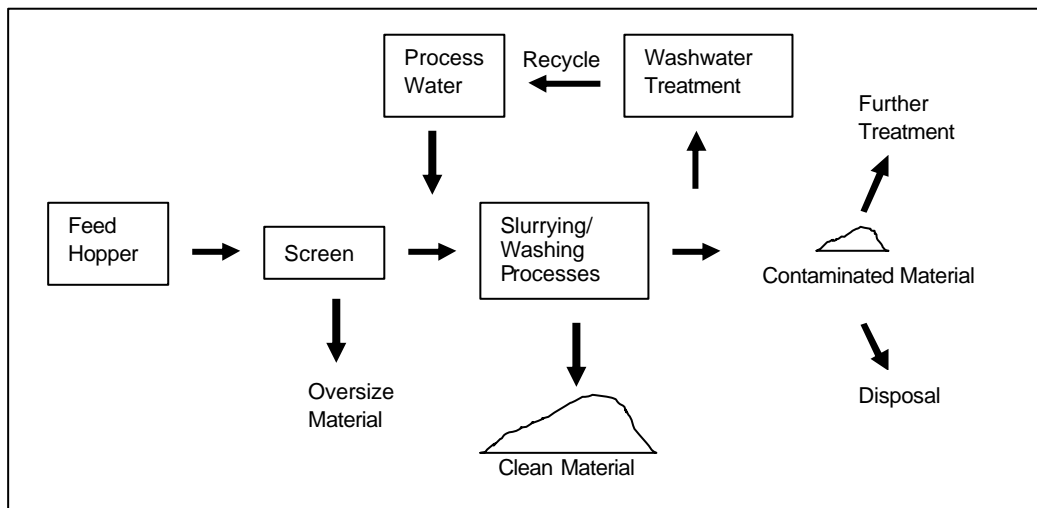 Process
Water
Recycle
Washwater
Treatment
Further
Treatment
Feed
Hopper
Screen
Slurrying/
Washing
Processes
Contaminated Material
Oversize
Material
Disposal
Clean Material